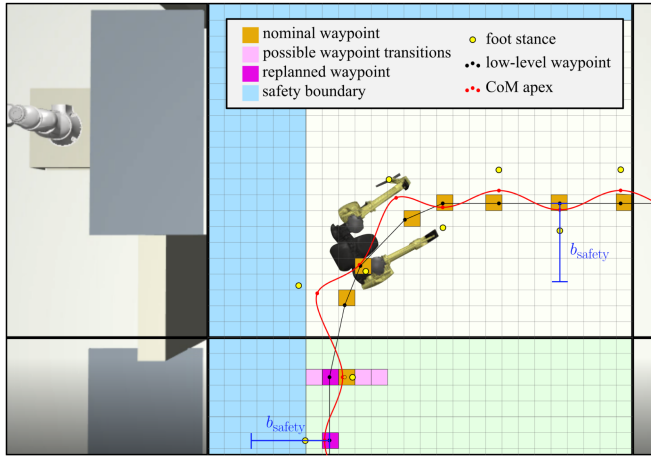 nominal waypoint
possible waypoint transitions
replanned waypoint
safety boundary
foot stance
low-level waypoint
CoM apex
b_safety
b_safety